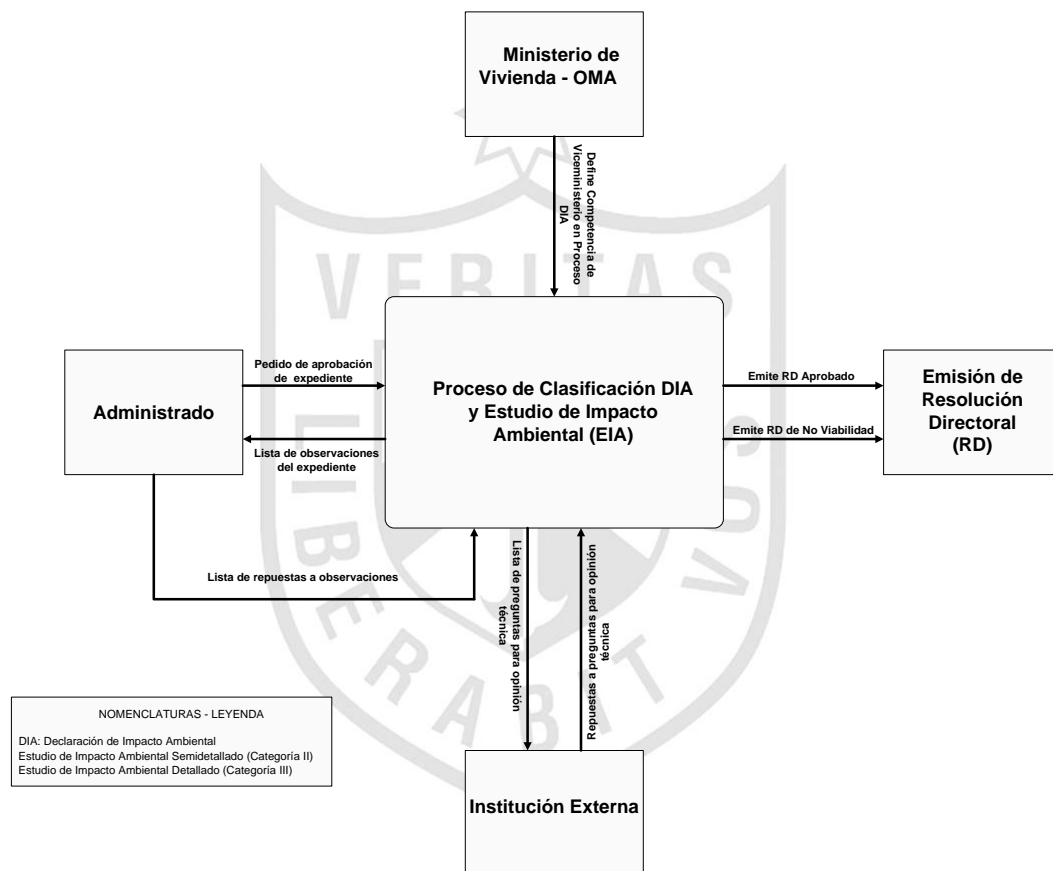 Ministerio de
Vivienda - OMA
Define Competencia de
Viceministerio en Proceso
DIA
VERITAS
LIBERABIT
VOS
Administrado
Pedido de aprobación
de expediente
Lista de observaciones
del expediente
Proceso de Clasificación DIA
y Estudio de Impacto
Ambiental (EIA)
Emite RD Aprobado
Emite RD de No Viabilidad
Emisión de
Resolución
Directoral
(RD)
Lista de repuestas a observaciones
Lista de preguntas para opinión
técnica
Repuestas a preguntas para opinión
técnica
NOMENCLATURAS - LEYENDA
DIA: Declaración de Impacto Ambiental
Estudio de Impacto Ambiental Semidetallado (Categoría II)
Estudio de Impacto Ambiental Detallado (Categoría III)
Institución Externa